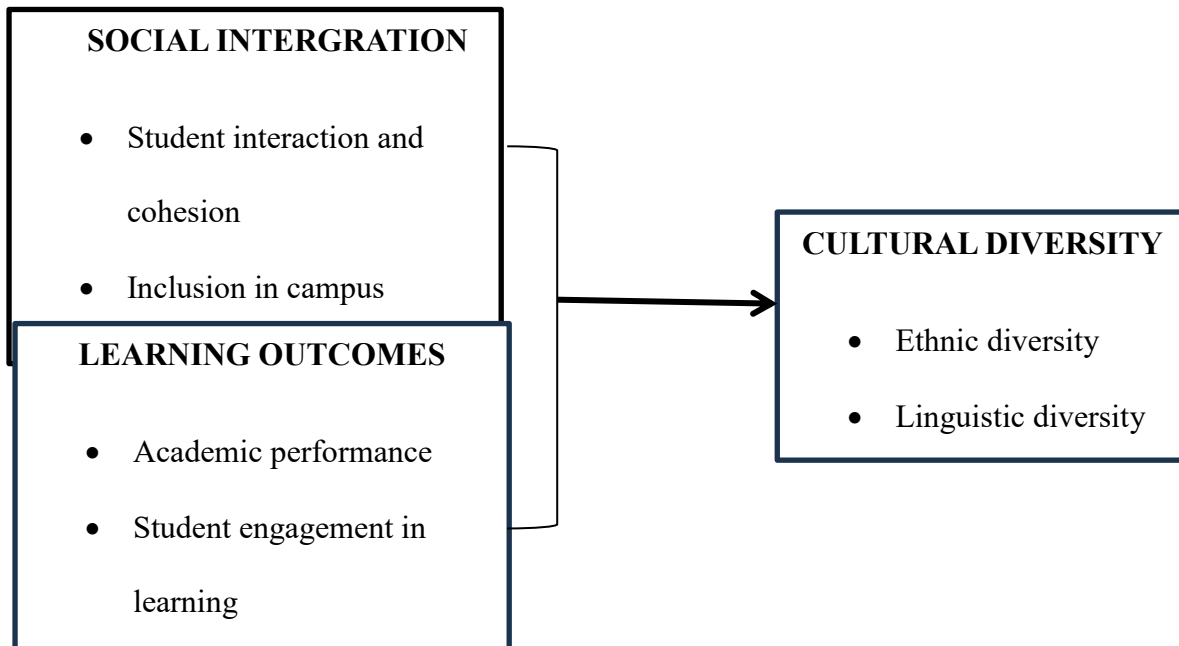 SOCIAL INTERGRATION
• Student interaction and
cohesion
• Inclusion in campus
LEARNING OUTCOMES
• Academic performance
• Student engagement in
learning
CULTURAL DIVERSITY
• Ethnic diversity
• Linguistic diversity